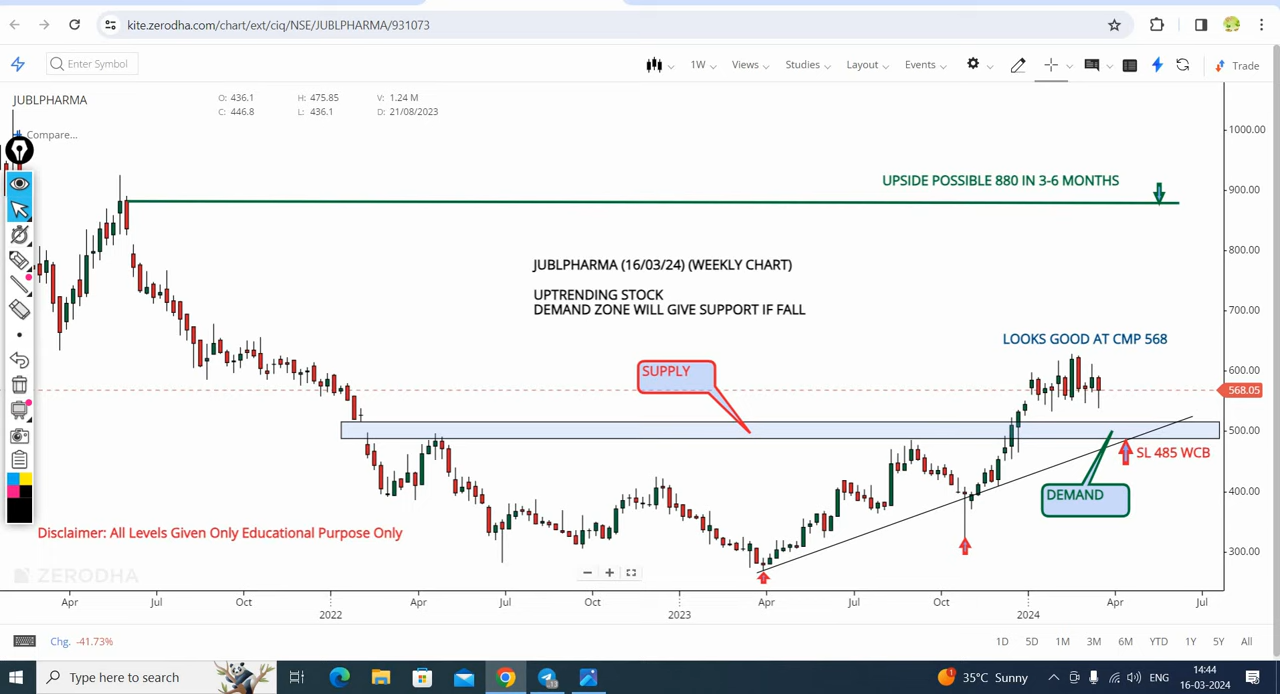 kite.zerodha.com/chart/ext/ciq/NSE/JUBLPHARMA/931073
Enter Symbol
1W
Views
Studies
Layout
Events
Trade
JUBLPHARMA
O: 436.1 H: 475.85 V: 1.24 M
C: 446.8 L: 436.1 D: 21/08/2023
Compare...
1000.00
UPSIDE POSSIBLE 880 IN 3-6 MONTHS
900.00
800.00
JUBLPHARMA (16/03/24) (WEEKLY CHART)
UPTRENDING STOCK
DEMAND ZONE WILL GIVE SUPPORT IF FALL
700.00
LOOKS GOOD AT CMP 568
600.00
SUPPLY
568.05
500.00
SL 485 WCB
400.00
DEMAND
Disclaimer: All Levels Given Only Educational Purpose Only
300.00
ZERODHA
Apr Jul Oct 2022 Apr Jul Oct 2023 Apr Jul Oct 2024 Apr Jul
Chg. -41.73%
1D 5D 1M 3M 6M YTD 1Y 5Y All
Type here to search
35°C Sunny
ENG
14:44
16-03-2024